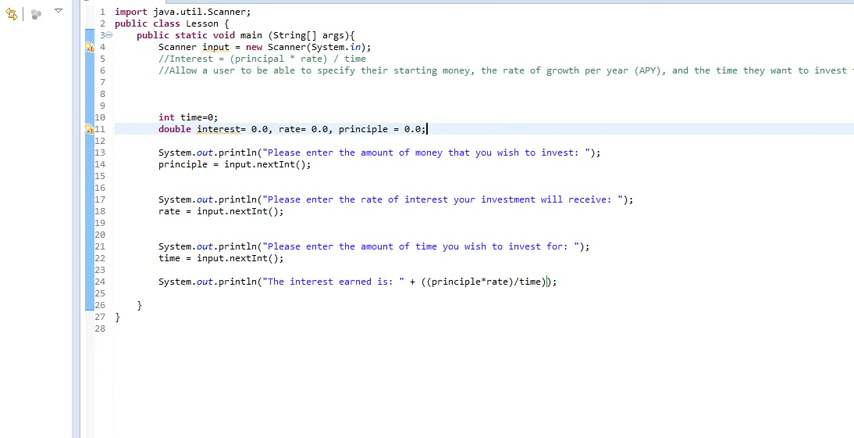 1 import java.util.Scanner;
2 public class Lesson {
3 public static void main (String[] args){
4 Scanner input = new Scanner(System.in);
5 //Interest = (principal * rate) / time
6 //Allow a user to be able to specify their starting money, the rate of growth per year (APY), and the time they want to invest
7
8
9
10 int time=0;
11 double interest= 0.0, rate= 0.0, principle = 0.0;
12
13 System.out.println("Please enter the amount of money that you wish to invest: ");
14 principle = input.nextInt();
15
16
17 System.out.println("Please enter the rate of interest your investment will receive: ");
18 rate = input.nextInt();
19
20
21 System.out.println("Please enter the amount of time you wish to invest for: ");
22 time = input.nextInt();
23
24 System.out.println("The interest earned is: " + ((principle*rate)/time));
25
26 }
27 }
28